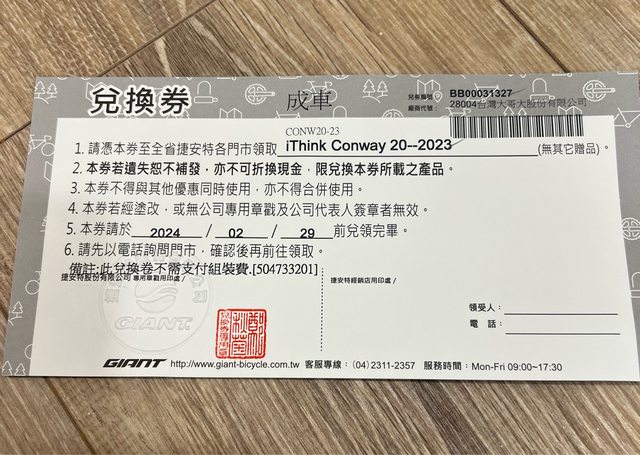 兌換券
成車
兌券編號： BB00031327
廠商代號： 28004台灣大哥大股份有限公司
CONW20-23
1. 請憑本券至全省捷安特各門市領取 iThink Conway 20--2023 (無其它贈品)。
2. 本券若遺失恕不補發，亦不可折換現金，限兌換本券所載之產品。
3. 本券不得與其他優惠同時使用，亦不得合併使用。
4. 本券若經塗改，或無公司專用章戳及公司代表人簽章者無效。
5. 本券請於 2024 / 02 / 29 前兌領完畢。
6. 請先以電話詢問門市，確認後再前往領取。
備註:此兌換卷不需支付組裝費.[504733201]
捷安特股份有限公司 專用章戳用印處 /
捷安特經銷店用印處 /
GIANT
領受人：
電 話：
GIANT http://www.giant-bicycle.com.tw 客服專線：(04) 2311-2357 服務時間：Mon-Fri 09:00~17:30